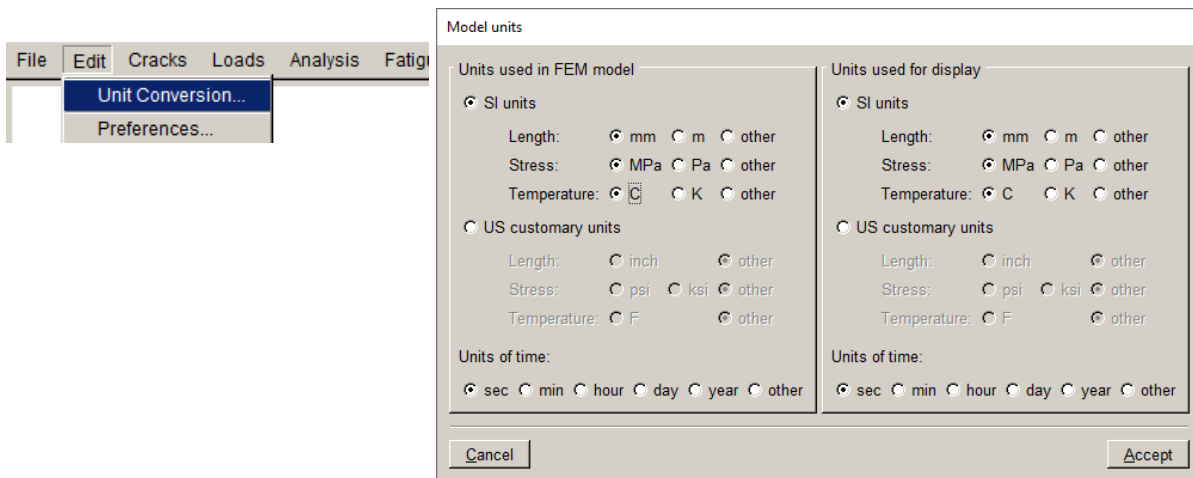 File Edit Cracks Loads Analysis Fatigu
Unit Conversion...
Preferences...
Model units
Units used in FEM model
SI units
Length: mm m other
Stress: MPa Pa other
Temperature: C K other
US customary units
Length: inch other
Stress: psi ksi other
Temperature: F other
Units of time:
sec min hour day year other
Units used for display
SI units
Length: mm m other
Stress: MPa Pa other
Temperature: C K other
US customary units
Length: inch other
Stress: psi ksi other
Temperature: F other
Units of time:
sec min hour day year other
Cancel
Accept